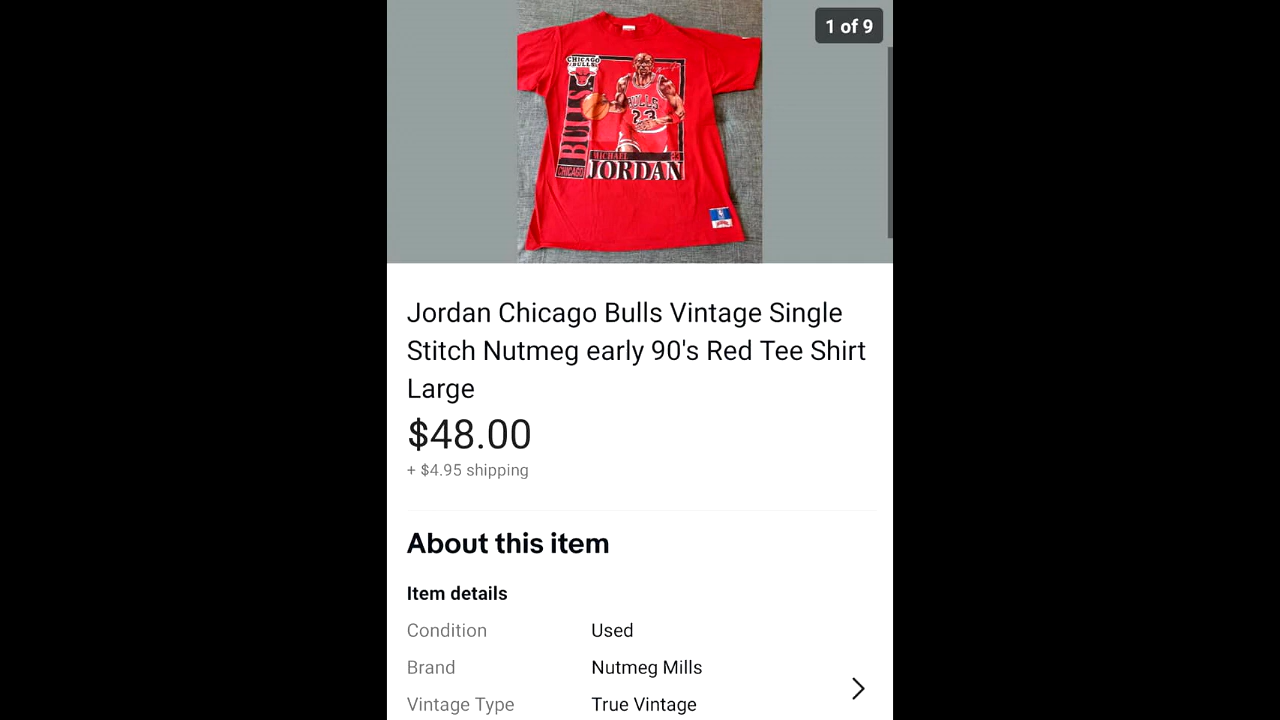 1 of 9
CHICAGO
BULLS
BULLS
BULLS
23
CHICAGO
MICHAEL
23
JORDAN
Jordan Chicago Bulls Vintage Single
Stitch Nutmeg early 90's Red Tee Shirt
Large
$48.00
+ $4.95 shipping
About this item
Item details
Condition Used
Brand Nutmeg Mills
Vintage Type True Vintage